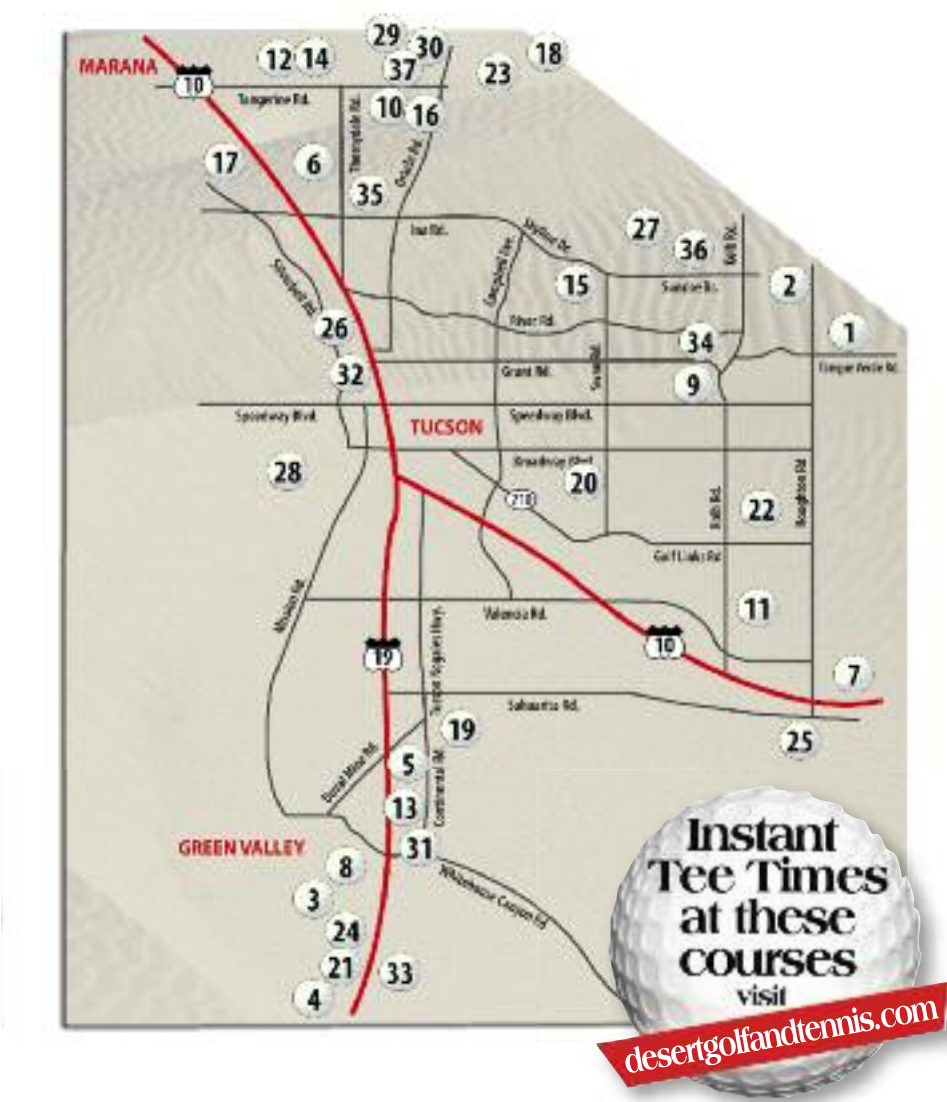 29
30
18
12
14
37
23
MARANA
10
Tangerine Rd.
10
16
Thornydale Rd.
Oracle Rd.
17
6
35
Ina Rd.
Skyline Dr.
27
36
Kolb Rd.
Campbell Ave.
15
Sunrise Dr.
2
Silverbell Rd.
26
River Rd.
34
1
32
Grant Rd.
Swan Rd.
9
Tanque Verde Rd.
Speedway Blvd.
TUCSON
Speedway Blvd.
28
Broadway Blvd.
20
210
Kolb Rd.
22
Houghton Rd
Golf Links Rd
Mission Rd.
Valencia Rd.
11
19
Tucson Nogales Hwy.
10
7
Sahuarita Rd.
19
25
Duval Mine Rd.
5
Continental Rd.
13
GREEN VALLEY
31
8
Whitehouse Canyon Rd.
3
24
21
33
4
Instant
Tee Times
at these
courses
visit
desertgolfandtennis.com